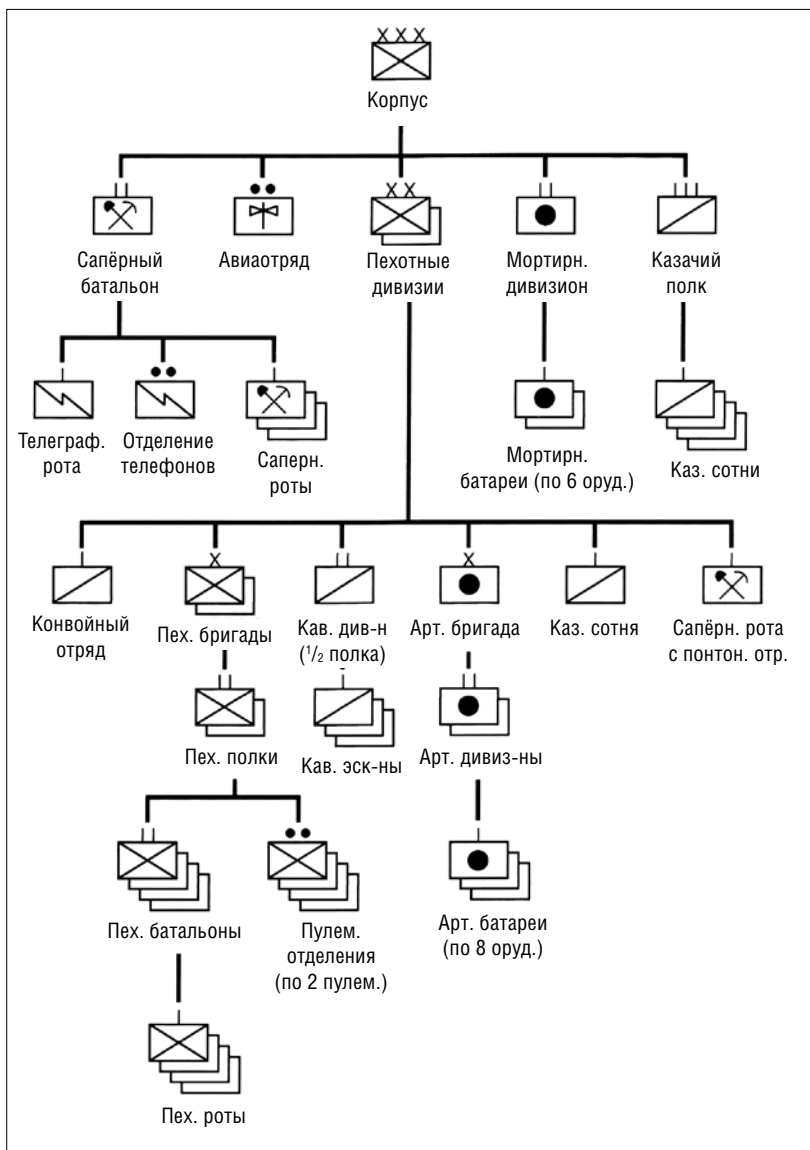 Корпус
Сапёрный
батальон
Авиаотряд
Пехотные
дивизии
Мортирн.
дивизион
Казачий
полк
Телеграф.
рота
Отделение
телефонов
Саперн.
роты
Мортирн.
батареи (по 6 оруд.)
Каз. сотни
Конвойный
отряд
Пех. бригады
Кав. див-н
(1/2 полка)
Арт. бригада
Каз. сотня
Сапёрн. рота
с понтон. отр.
Пех. полки
Кав. эск-ны
Арт. дивиз-ны
Пех. батальоны
Пулем.
отделения
(по 2 пулем.)
Арт. батареи
(по 8 оруд.)
Пех. роты